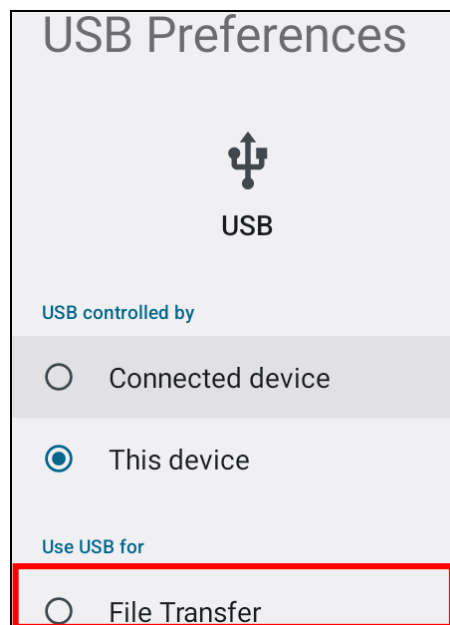 USB Preferences
USB
USB controlled by
Connected device
This device
Use USB for
File Transfer